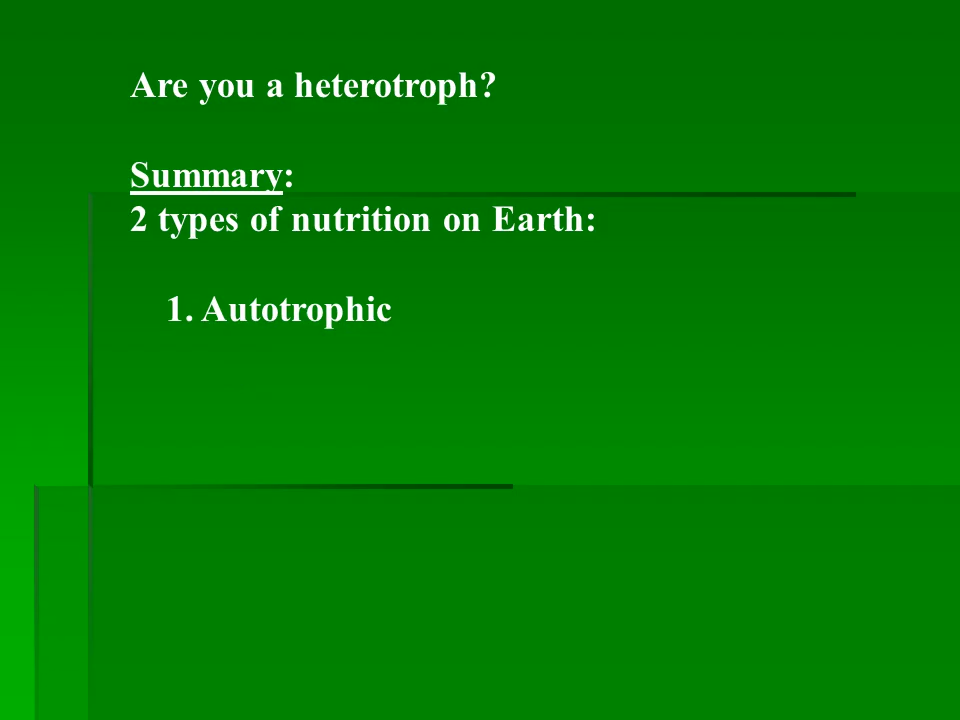 Are you a heterotroph?
Summary:
2 types of nutrition on Earth:
1. Autotrophic